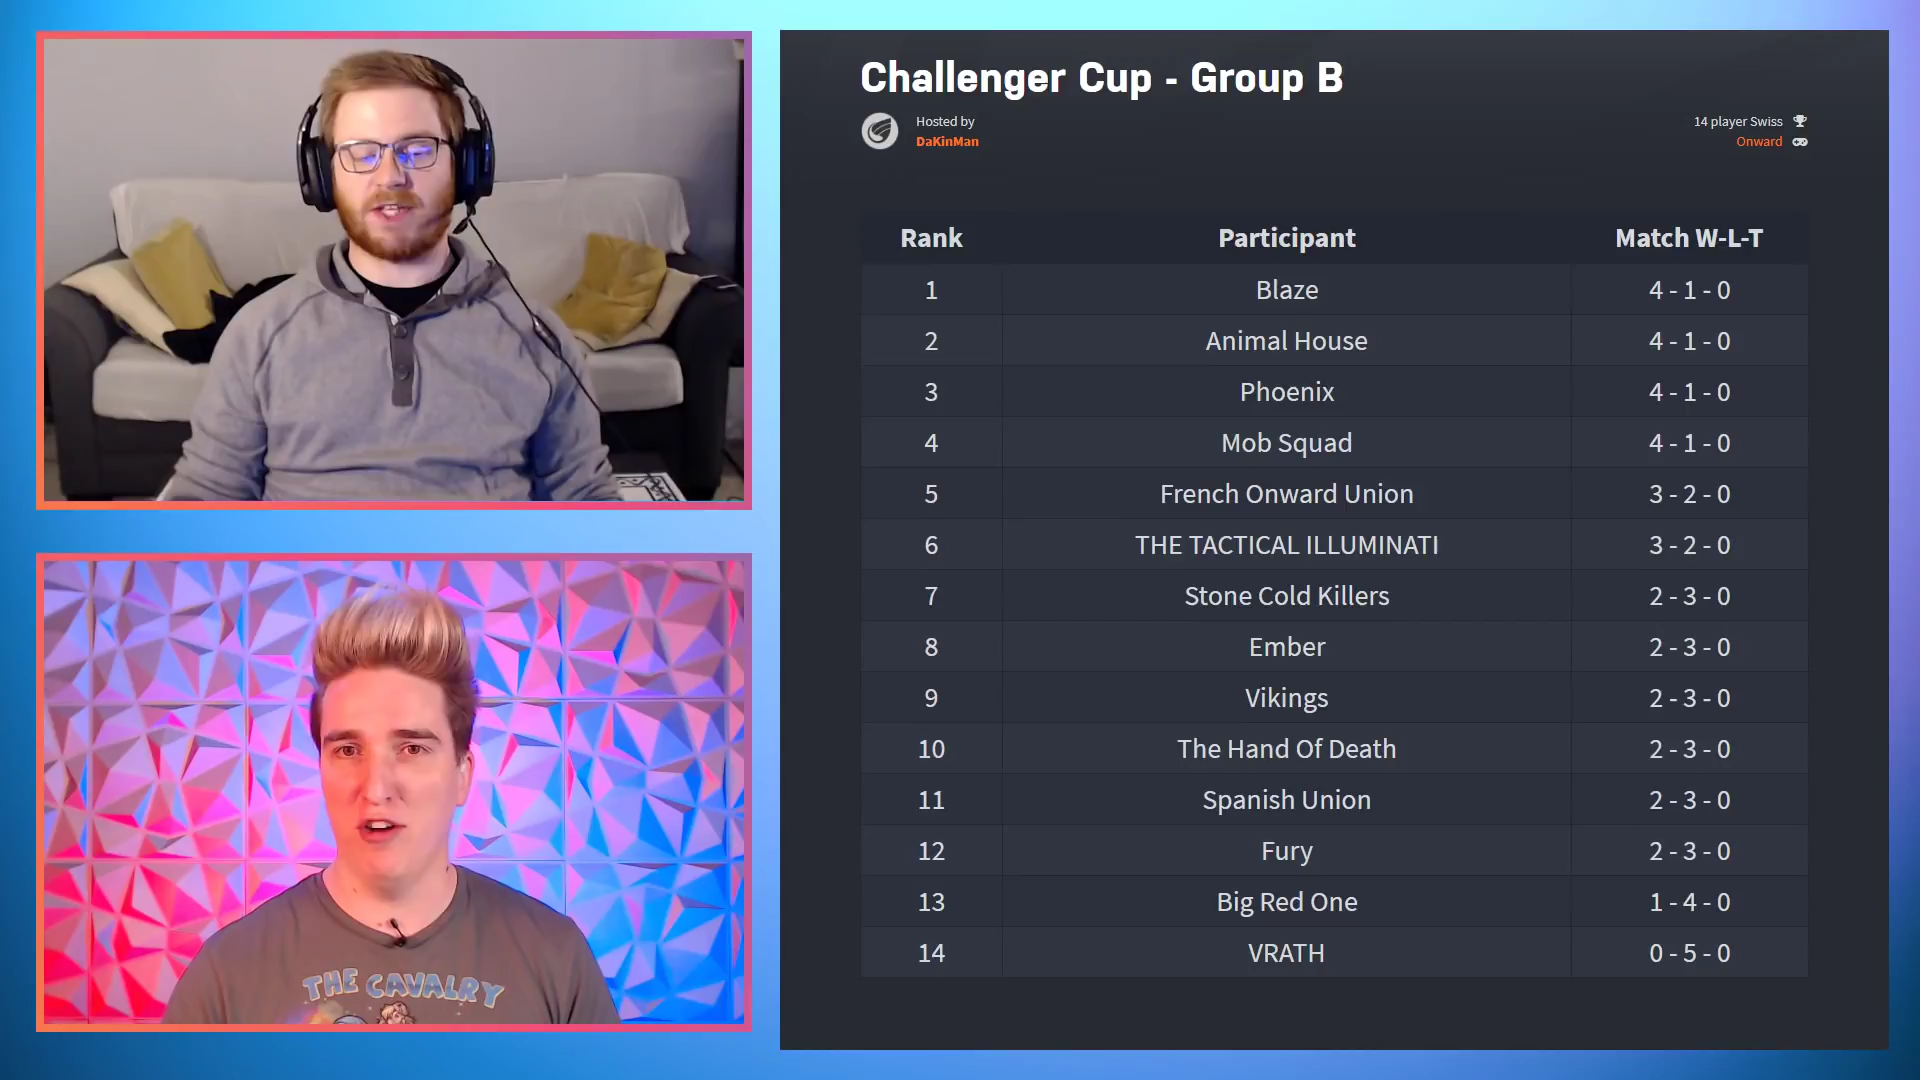 Challenger Cup - Group B
Hosted by
DaKinMan
14 player Swiss
Onward
Rank Participant Match W-L-T
1 Blaze 4 - 1 - 0
2 Animal House 4 - 1 - 0
3 Phoenix 4 - 1 - 0
4 Mob Squad 4 - 1 - 0
5 French Onward Union 3 - 2 - 0
6 THE TACTICAL ILLUMINATI 3 - 2 - 0
7 Stone Cold Killers 2 - 3 - 0
8 Ember 2 - 3 - 0
9 Vikings 2 - 3 - 0
10 The Hand Of Death 2 - 3 - 0
11 Spanish Union 2 - 3 - 0
12 Fury 2 - 3 - 0
13 Big Red One 1 - 4 - 0
14 VRATH 0 - 5 - 0
THE CAVALRY